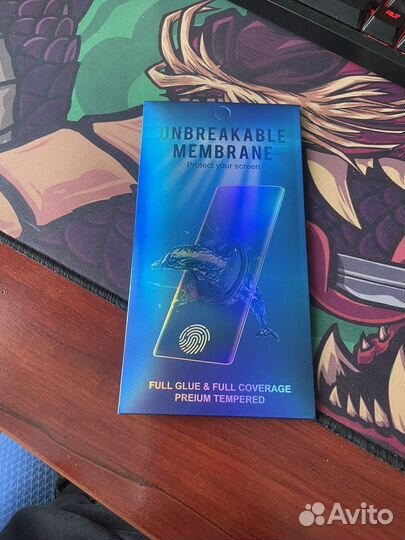 UNBREAKABLE
MEMBRANE
Protect your screen
FULL GLUE & FULL COVERAGE
PREIUM TEMPERED
Avito